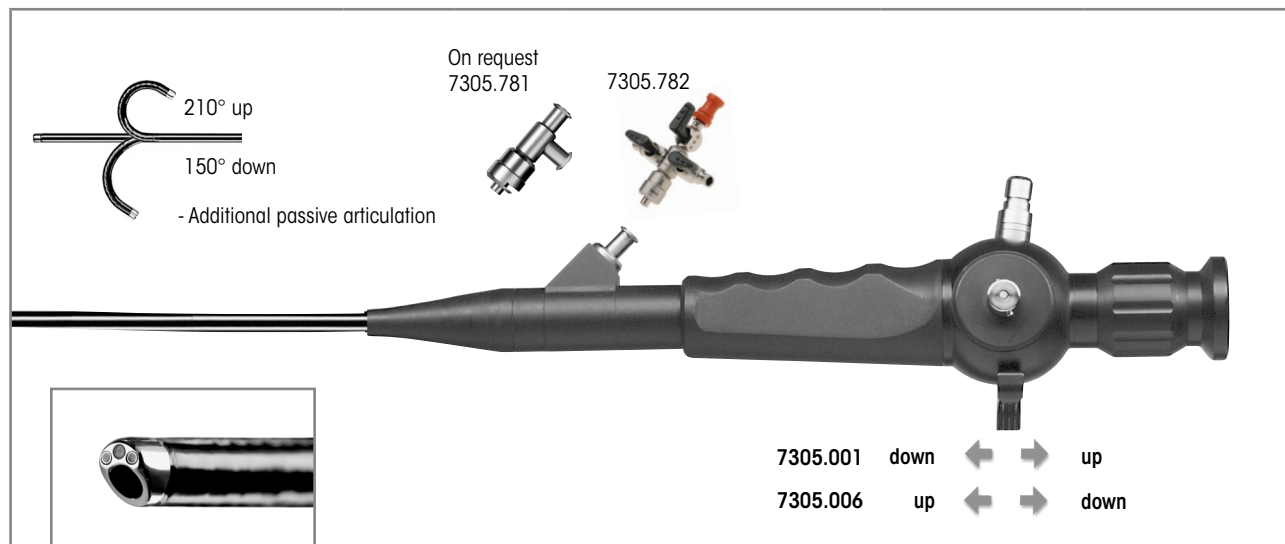 On request
7305.781
7305.782
210° up
150° down
- Additional passive articulation
7305.001 down up
7305.006 up down